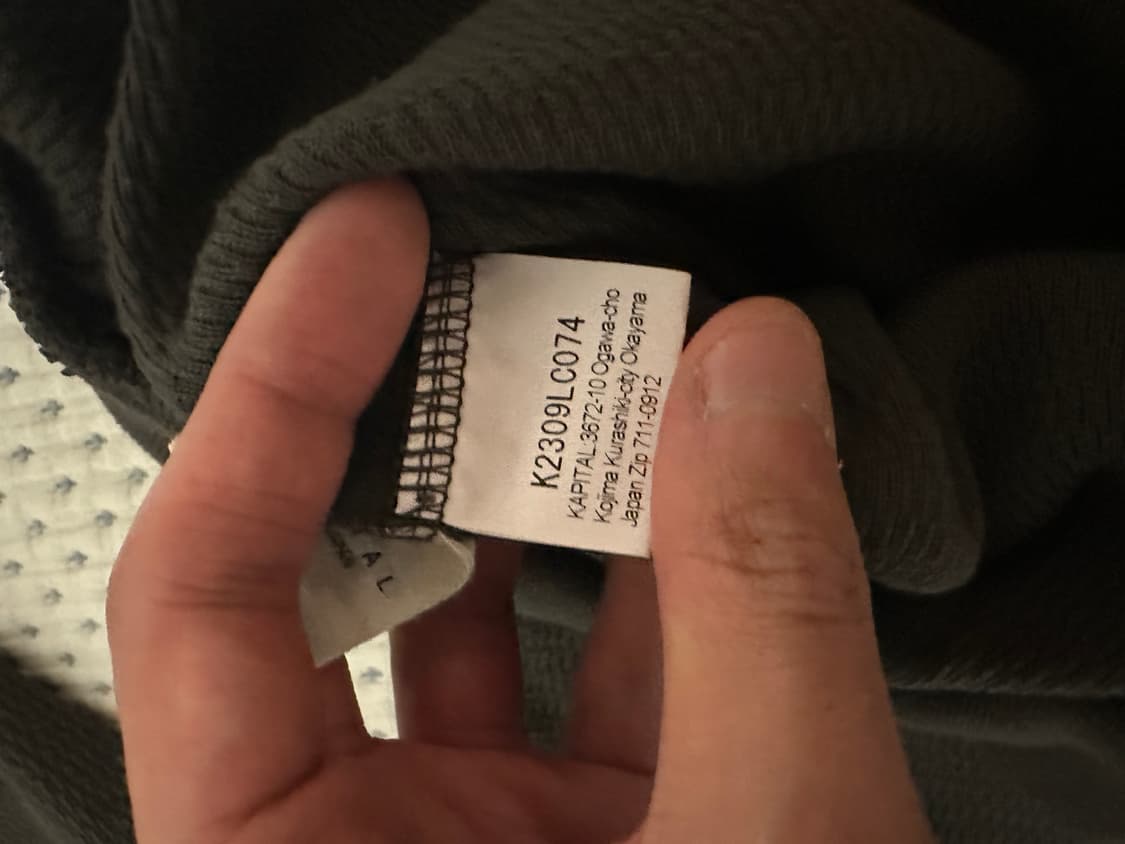 K2309LC074
KAPITAL:3672-10 Ogawa-cho
Kojima Kurashiki-city Okayama
Japan Zip 711-0912
A L